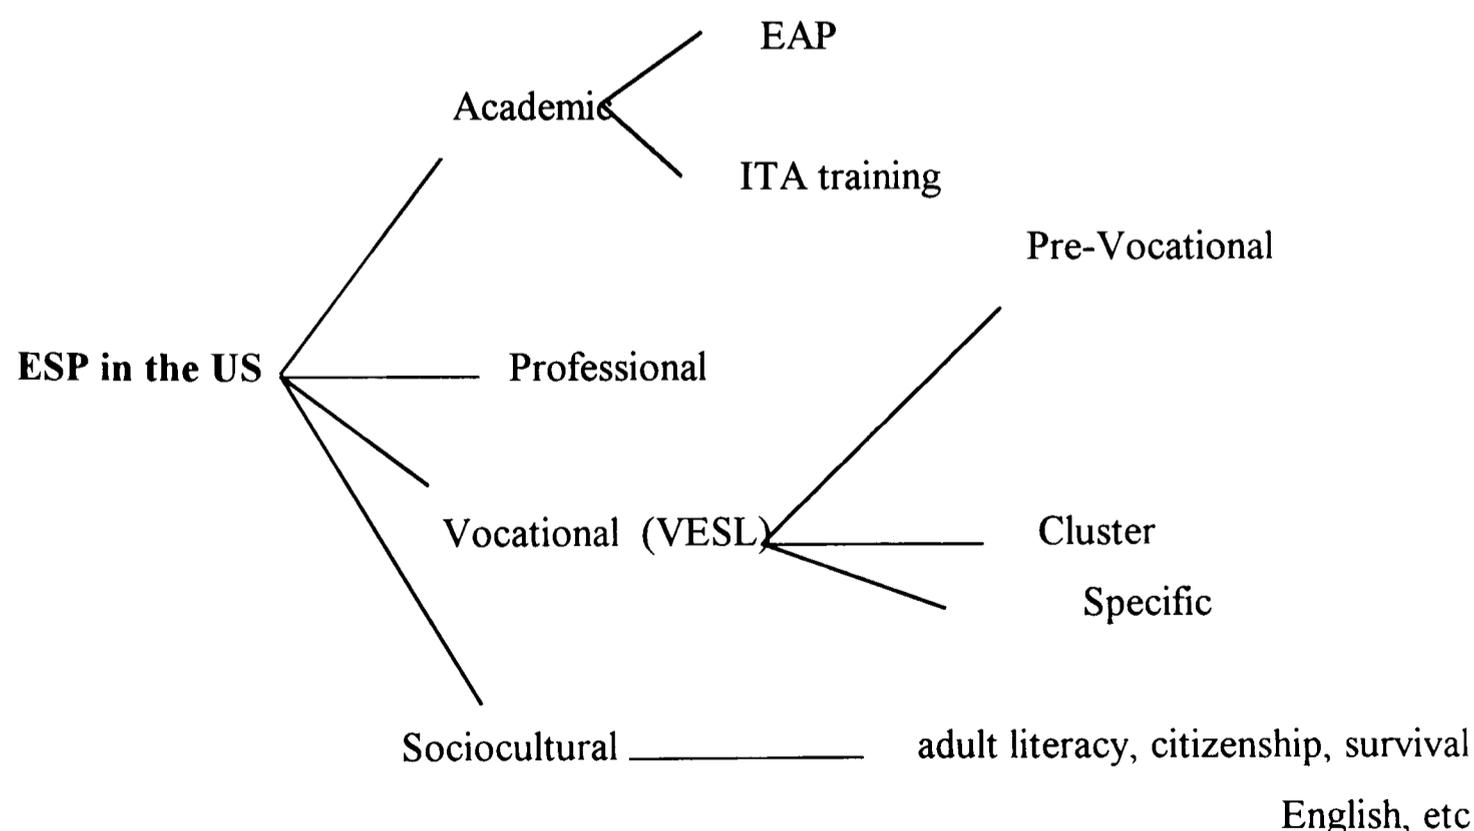 EAP
Academic
ITA training
Pre-Vocational
ESP in the US
Professional
Vocational (VESL)
Cluster
Specific
Sociocultural
adult literacy, citizenship, survival
English, etc